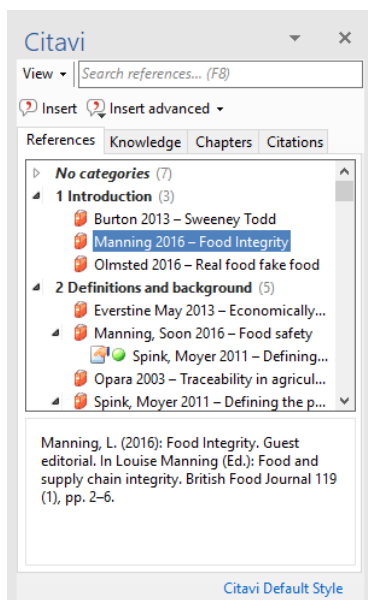 Citavi
View
Search references... (F8)
Insert Insert advanced
References Knowledge Chapters Citations
No categories (7)
1 Introduction (3)
Burton 2013 – Sweeney Todd
Manning 2016 – Food Integrity
Olmsted 2016 – Real food fake food
2 Definitions and background (5)
Everstine May 2013 – Economically...
Manning, Soon 2016 – Food safety
Spink, Moyer 2011 – Defining...
Opara 2003 – Traceability in agricul...
Spink, Moyer 2011 – Defining the p...
Manning, L. (2016): Food Integrity. Guest
editorial. In Louise Manning (Ed.): Food and
supply chain integrity. British Food Journal 119
(1), pp. 2–6.
Citavi Default Style